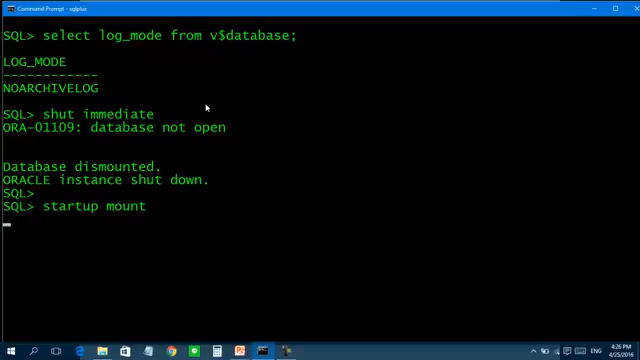 Command Prompt - sqlplus
SQL> select log_mode from v$database;
LOG_MODE
------------
NOARCHIVELOG
SQL> shut immediate
ORA-01109: database not open
Database dismounted.
ORACLE instance shut down.
SQL>
SQL> startup mount
ENG
4:26 PM
4/25/2016